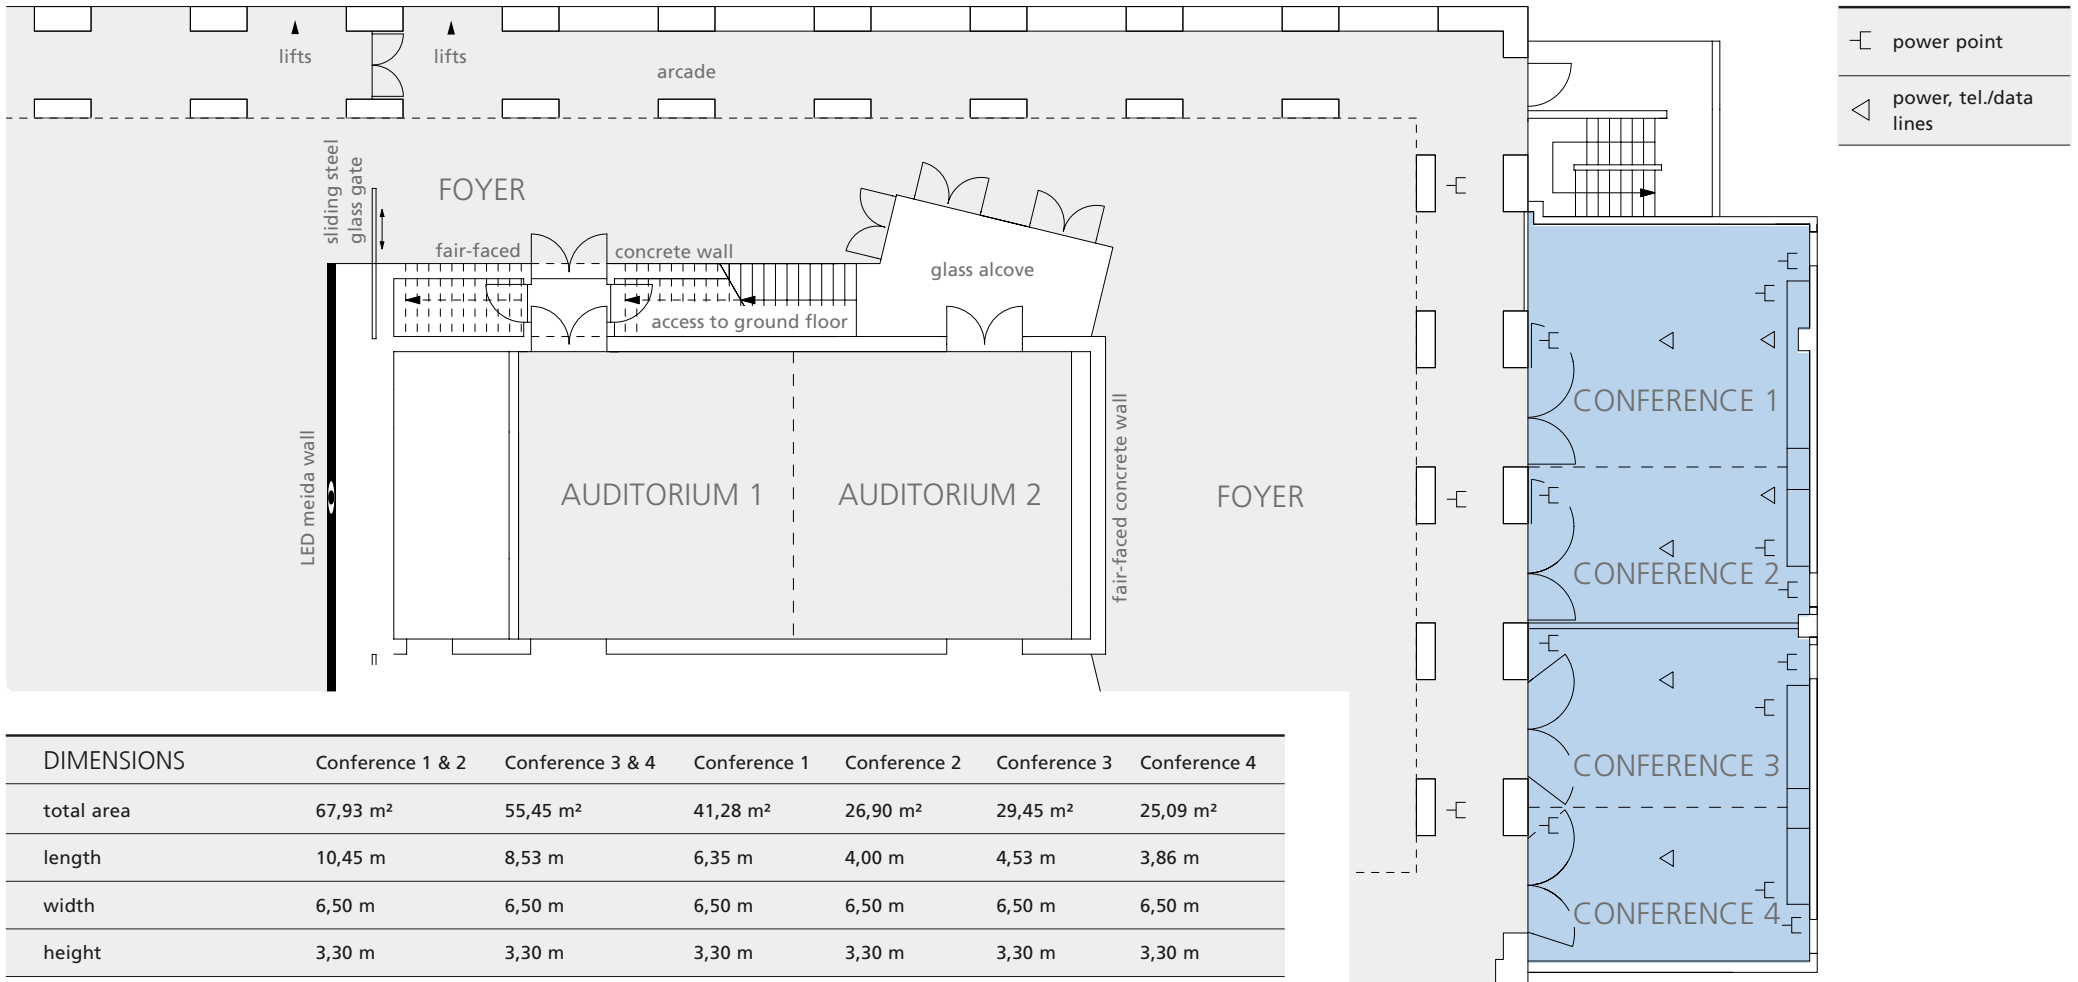 lifts
lifts
arcade
power point
power, tel./data
lines
sliding steel
glass gate
FOYER
fair-faced
concrete wall
glass alcove
access to ground floor
LED meida wall
AUDITORIUM 1
AUDITORIUM 2
fair-faced concrete wall
FOYER
CONFERENCE 1
CONFERENCE 2
CONFERENCE 3
CONFERENCE 4
DIMENSIONS Conference 1 & 2 Conference 3 & 4 Conference 1 Conference 2 Conference 3 Conference 4
total area 67,93 m² 55,45 m² 41,28 m² 26,90 m² 29,45 m² 25,09 m²
length 10,45 m 8,53 m 6,35 m 4,00 m 4,53 m 3,86 m
width 6,50 m 6,50 m 6,50 m 6,50 m 6,50 m 6,50 m
height 3,30 m 3,30 m 3,30 m 3,30 m 3,30 m 3,30 m